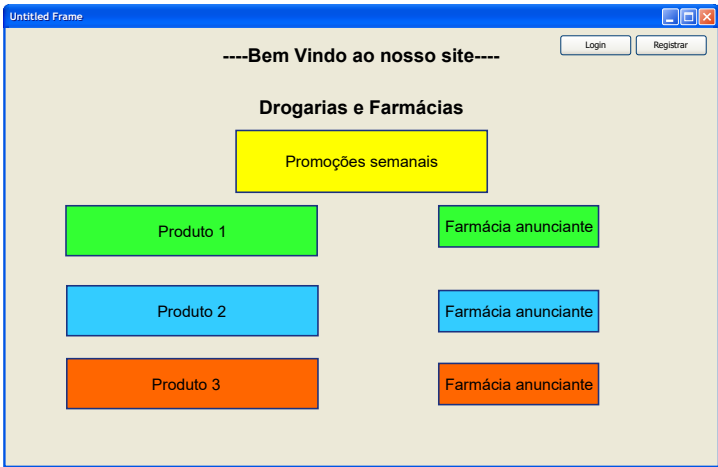 Untitled Frame
Login
Registrar
----Bem Vindo ao nosso site----
Drogarias e Farmácias
Promoções semanais
Produto 1
Farmácia anunciante
Produto 2
Farmácia anunciante
Produto 3
Farmácia anunciante